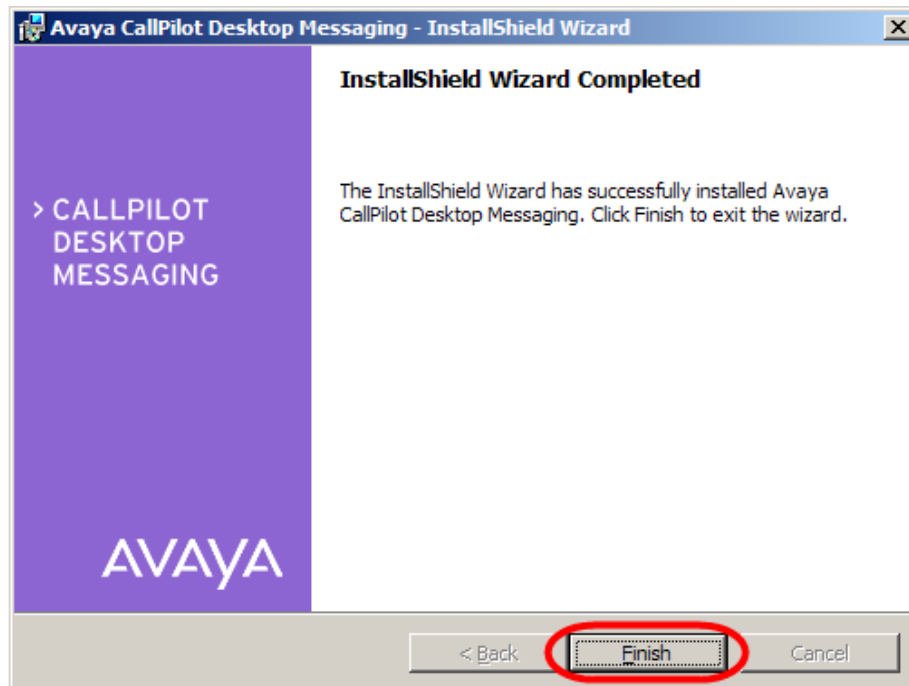 Avaya CallPilot Desktop Messaging - InstallShield Wizard
InstallShield Wizard Completed
The InstallShield Wizard has successfully installed Avaya
CallPilot Desktop Messaging. Click Finish to exit the wizard.
> CALLPILOT
DESKTOP
MESSAGING
AVAYA
< Back
Finish
Cancel